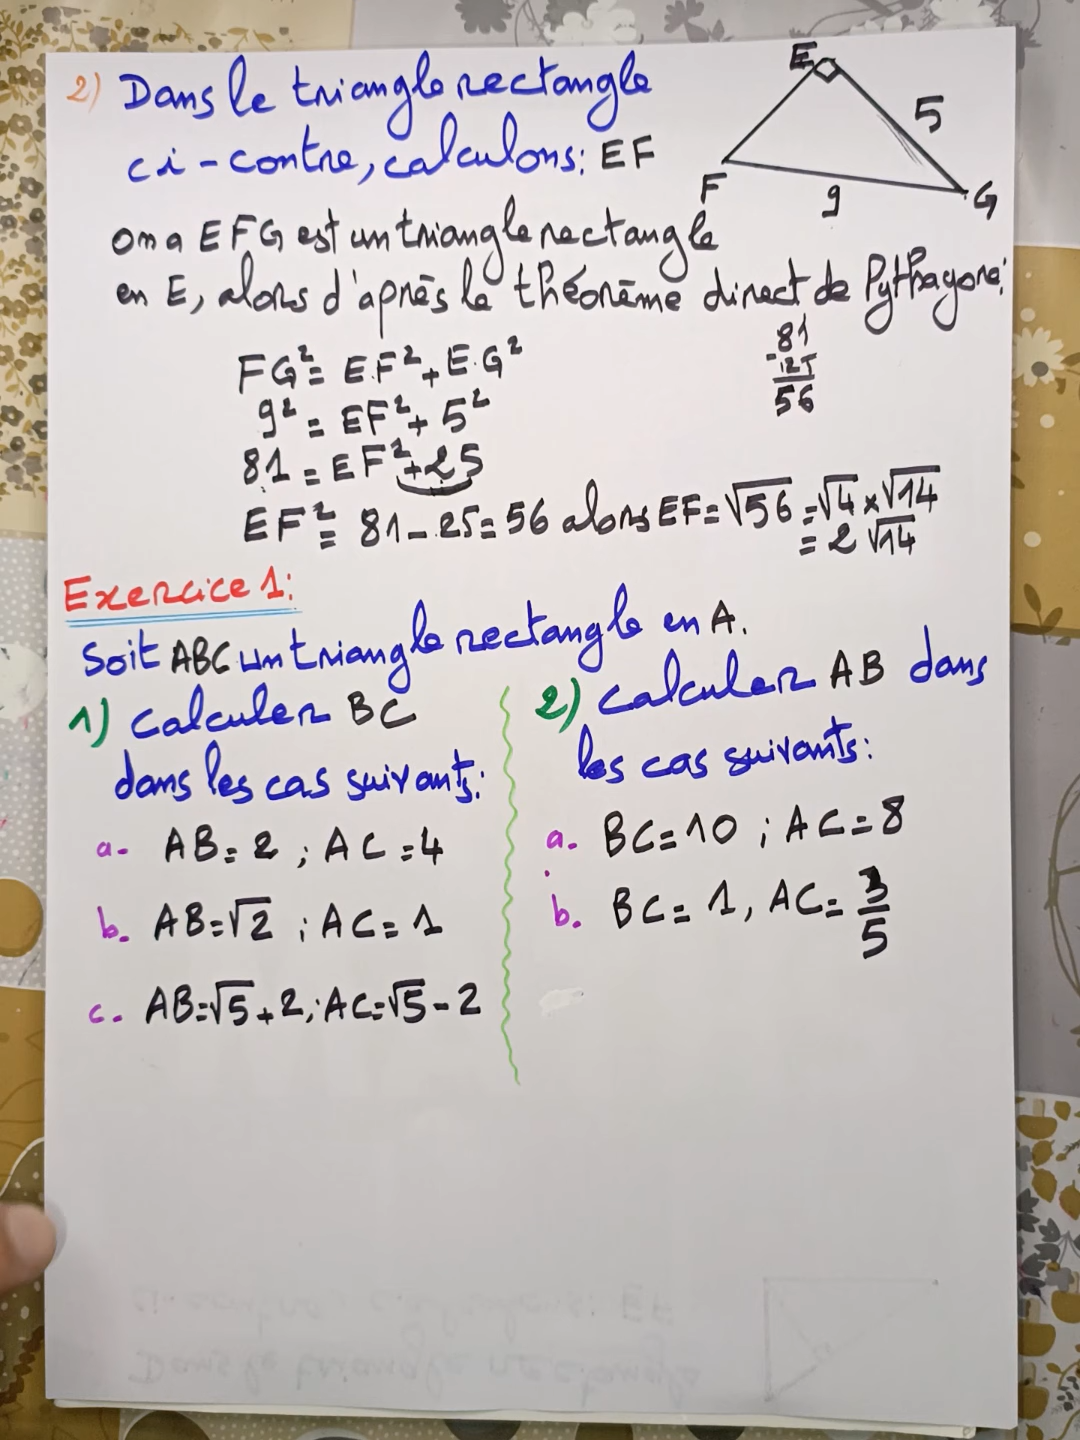 2) Dans le triangle rectangle
ci-contre, calculons: EF
E
5
F
9
G
on a EFG est un triangle rectangle
en E, alors d'après le théorème direct de Pythagore:
FG² = EF² + EG²
9² = EF² + 5²
81 = EF² + 25
EF² = 81 - 25 = 56 alors EF = √56 = √4 × √14
= 2 √14
81
- 25
56
Exercice 1:
Soit ABC un triangle rectangle en A.
1) calculer BC
dans les cas suivants:
a- AB = 2 ; AC = 4
b. AB = √2 ; AC = 1
c. AB = √5 + 2 ; AC = √5 - 2
2) calculer AB dans
les cas suivants:
a. BC = 10 ; AC = 8
b. BC = 1, AC = 3/5